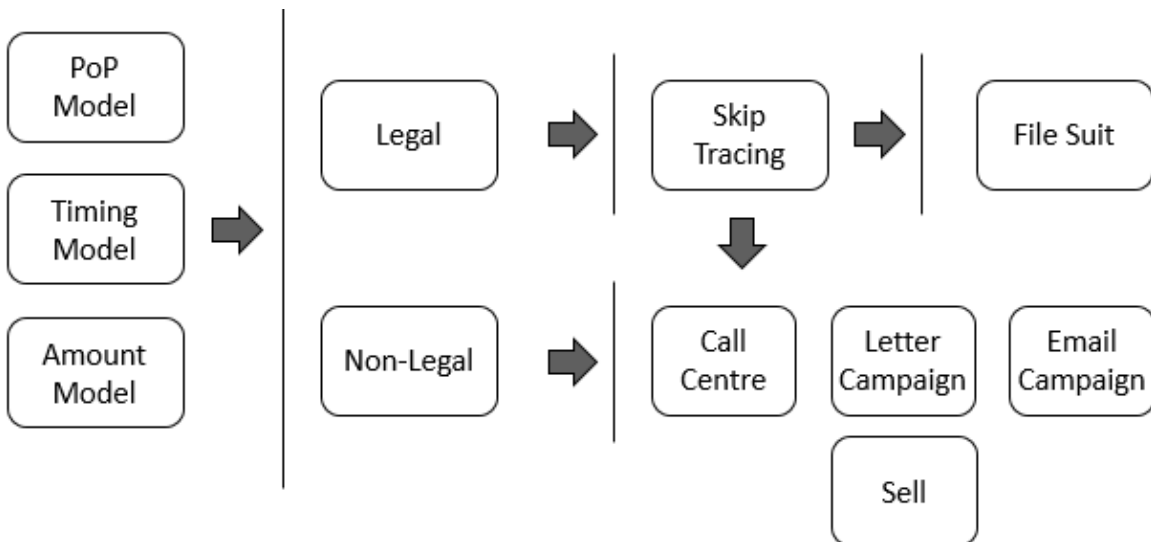 PoP
Model
Timing
Model
Amount
Model
Legal
Skip
Tracing
File Suit
Non-Legal
Call
Centre
Letter
Campaign
Email
Campaign
Sell